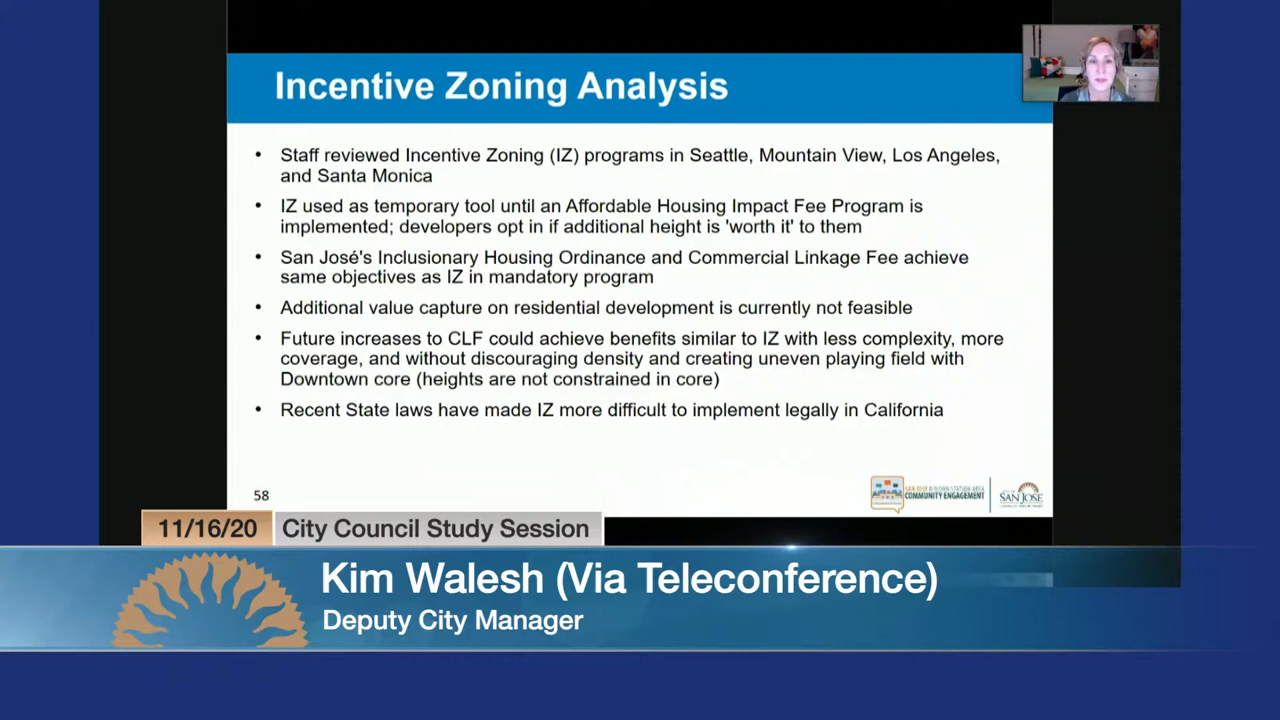 Incentive Zoning Analysis
• Staff reviewed Incentive Zoning (IZ) programs in Seattle, Mountain View, Los Angeles,
and Santa Monica
• IZ used as temporary tool until an Affordable Housing Impact Fee Program is
implemented; developers opt in if additional height is 'worth it' to them
• San José's Inclusionary Housing Ordinance and Commercial Linkage Fee achieve
same objectives as IZ in mandatory program
• Additional value capture on residential development is currently not feasible
• Future increases to CLF could achieve benefits similar to IZ with less complexity, more
coverage, and without discouraging density and creating uneven playing field with
Downtown core (heights are not constrained in core)
• Recent State laws have made IZ more difficult to implement legally in California
58
SAN JOSE DIRIDON STATION AREA
COMMUNITY ENGAGEMENT
SAN JOSE
11/16/20 City Council Study Session
Kim Walesh (Via Teleconference)
Deputy City Manager